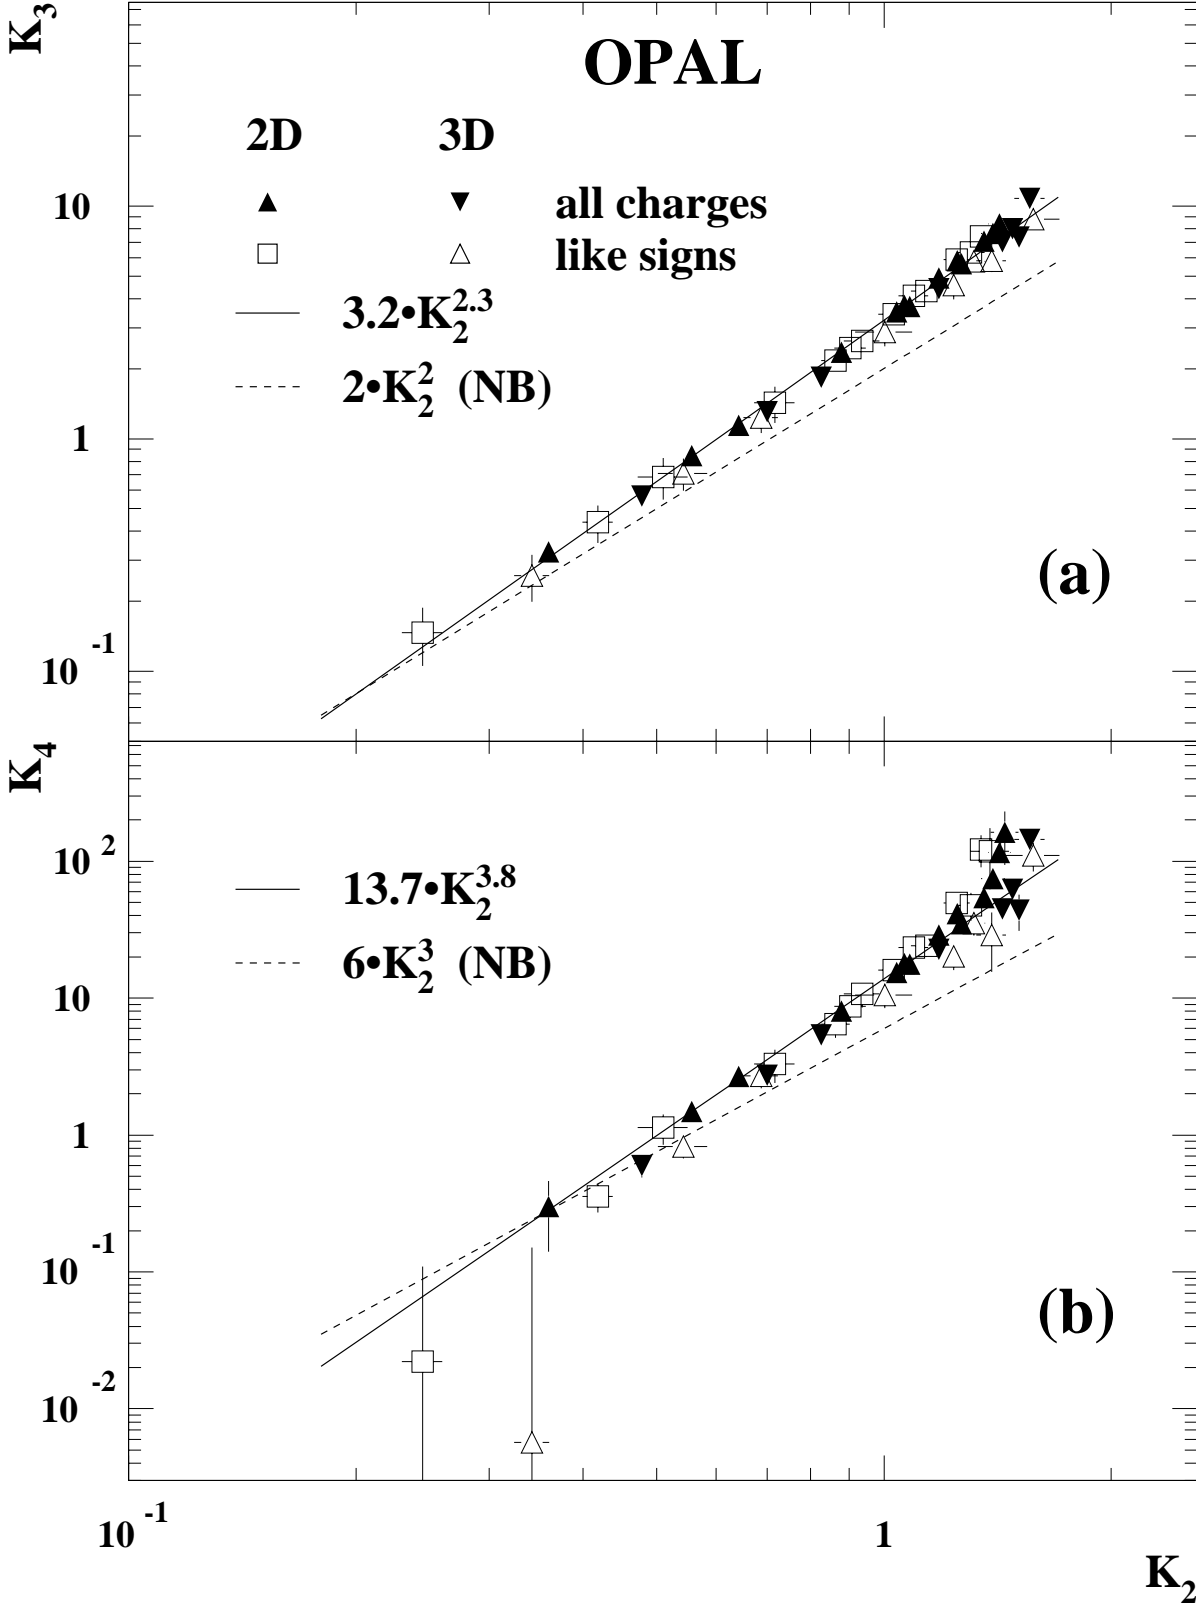 K₃
OPAL
2D 3D
all charges
like signs
3.2•K₂^2.3
2•K₂^2 (NB)
10
1
10^-1
(a)
K₄
13.7•K₂^3.8
6•K₂^3 (NB)
10^2
10
1
10^-1
10^-2
(b)
10^-1 1
K₂